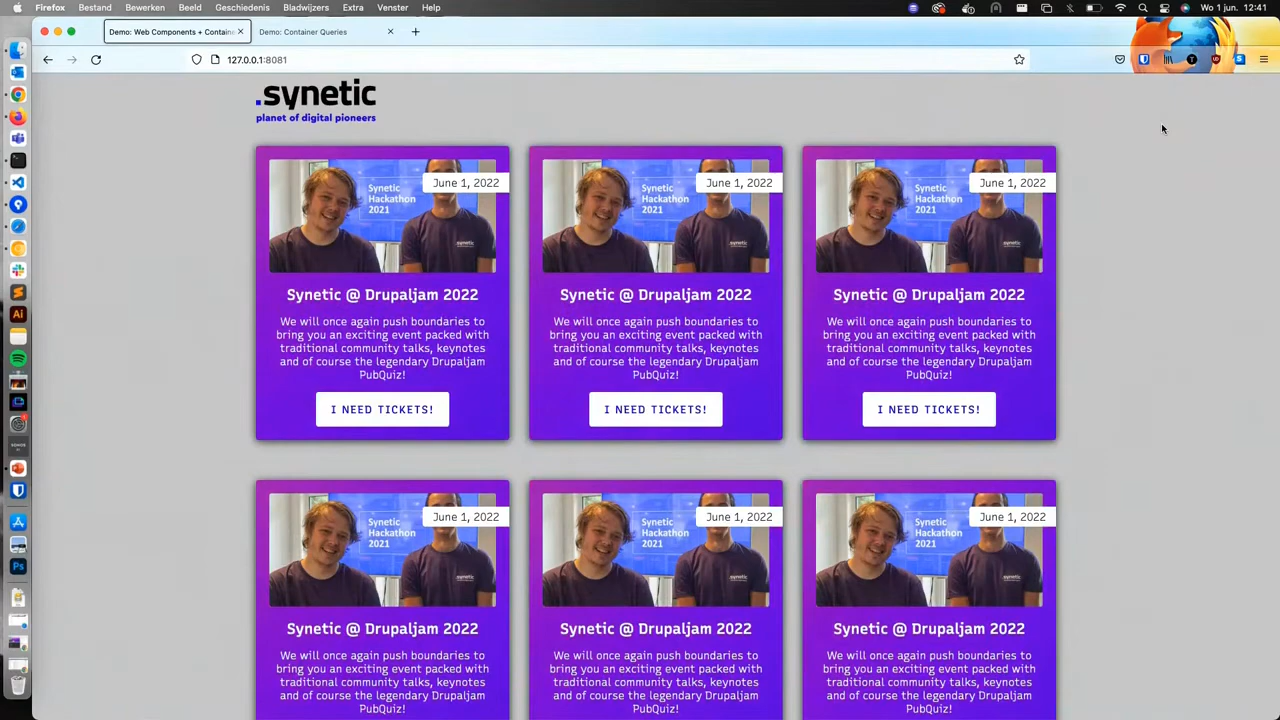 Firefox Bestand Bewerken Beeld Geschiedenis Bladwijzers Extra Venster Help Wo 1 jun. 12:41
Demo: Web Components + Containe Demo: Container Queries
127.0.0.1:8081
.synetic
planet of digital pioneers
June 1, 2022 June 1, 2022 June 1, 2022
Synetic Synetic Synetic
Hackathon Hackathon Hackathon
2021 2021 2021
.synetic .synetic .synetic
Synetic @ Drupaljam 2022 Synetic @ Drupaljam 2022 Synetic @ Drupaljam 2022
We will once again push boundaries to We will once again push boundaries to We will once again push boundaries to
bring you an exciting event packed with bring you an exciting event packed with bring you an exciting event packed with
traditional community talks, keynotes traditional community talks, keynotes traditional community talks, keynotes
and of course the legendary Drupaljam and of course the legendary Drupaljam and of course the legendary Drupaljam
PubQuiz! PubQuiz! PubQuiz!
I NEED TICKETS! I NEED TICKETS! I NEED TICKETS!
June 1, 2022 June 1, 2022 June 1, 2022
Synetic Synetic Synetic
Hackathon Hackathon Hackathon
2021 2021 2021
.synetic .synetic .synetic
Synetic @ Drupaljam 2022 Synetic @ Drupaljam 2022 Synetic @ Drupaljam 2022
We will once again push boundaries to We will once again push boundaries to We will once again push boundaries to
bring you an exciting event packed with bring you an exciting event packed with bring you an exciting event packed with
traditional community talks, keynotes traditional community talks, keynotes traditional community talks, keynotes
and of course the legendary Drupaljam and of course the legendary Drupaljam and of course the legendary Drupaljam
PubQuiz! PubQuiz! PubQuiz!
SONOS
Ai
Ps